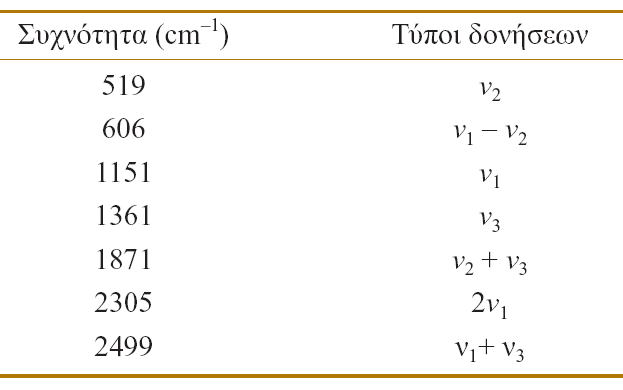 Συχνότητα (cm⁻¹) Τύποι δονήσεων
519 ν₂
606 ν₁ – ν₂
1151 ν₁
1361 ν₃
1871 ν₂ + ν₃
2305 2ν₁
2499 ν₁+ ν₃